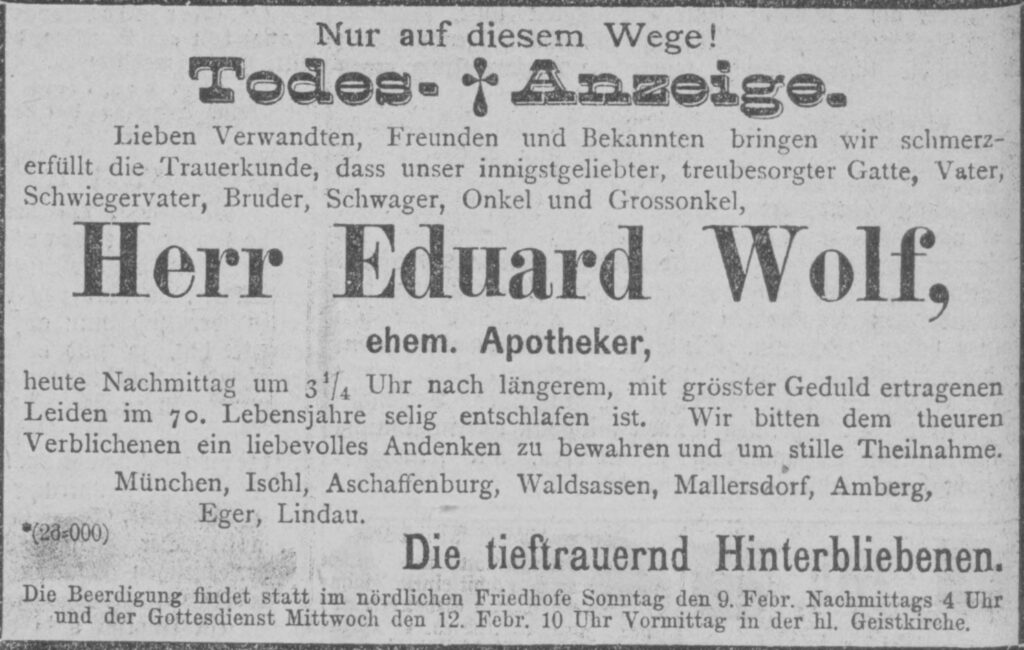 Nur auf diesem Wege!
Todes- † Anzeige.
Lieben Verwandten, Freunden und Bekannten bringen wir schmerz-
erfüllt die Trauerkunde, dass unser innigstgeliebter, treubesorgter Gatte, Vater,
Schwiegervater, Bruder, Schwager, Onkel und Grossonkel,
Herr Eduard Wolf,
ehem. Apotheker,
heute Nachmittag um 3 1/4 Uhr nach längerem, mit grösster Geduld ertragenen
Leiden im 70. Lebensjahre selig entschlafen ist. Wir bitten dem theuren
Verblichenen ein liebevolles Andenken zu bewahren und um stille Theilnahme.
München, Ischl, Aschaffenburg, Waldsassen, Mallersdorf, Amberg,
Eger, Lindau.
Die tieftrauernd Hinterbliebenen.
Die Beerdigung findet statt im nördlichen Friedhofe Sonntag den 9. Febr. Nachmittags 4 Uhr
und der Gottesdienst Mittwoch den 12. Febr. 10 Uhr Vormittag in der hl. Geistkirche.